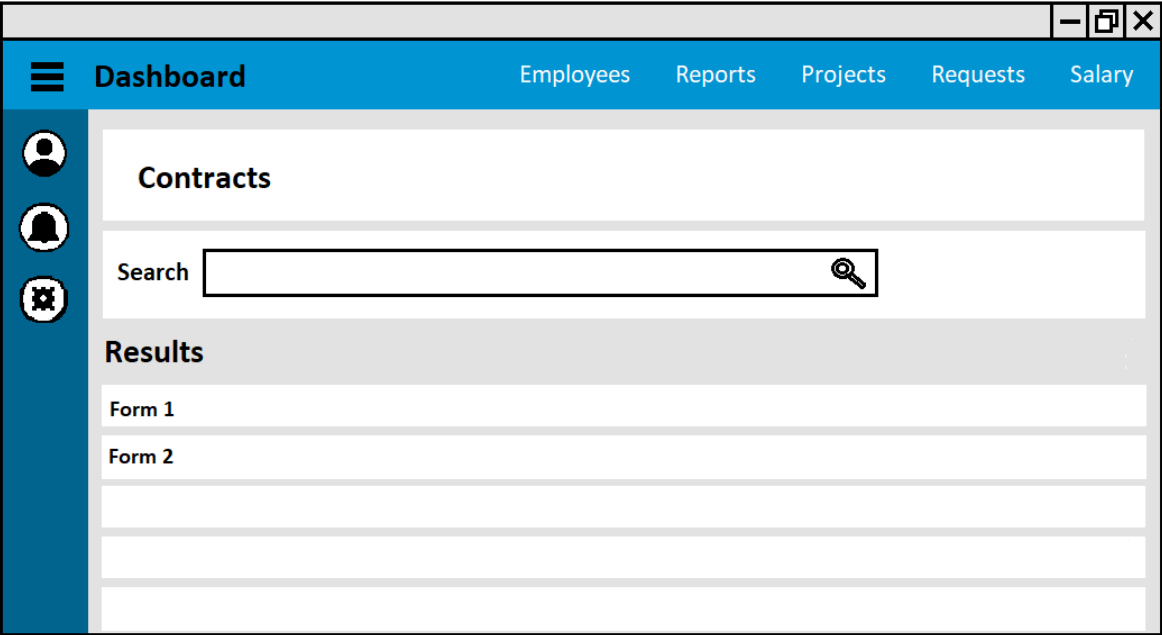 Dashboard Employees Reports Projects Requests Salary
Contracts
Search
Results
Form 1
Form 2